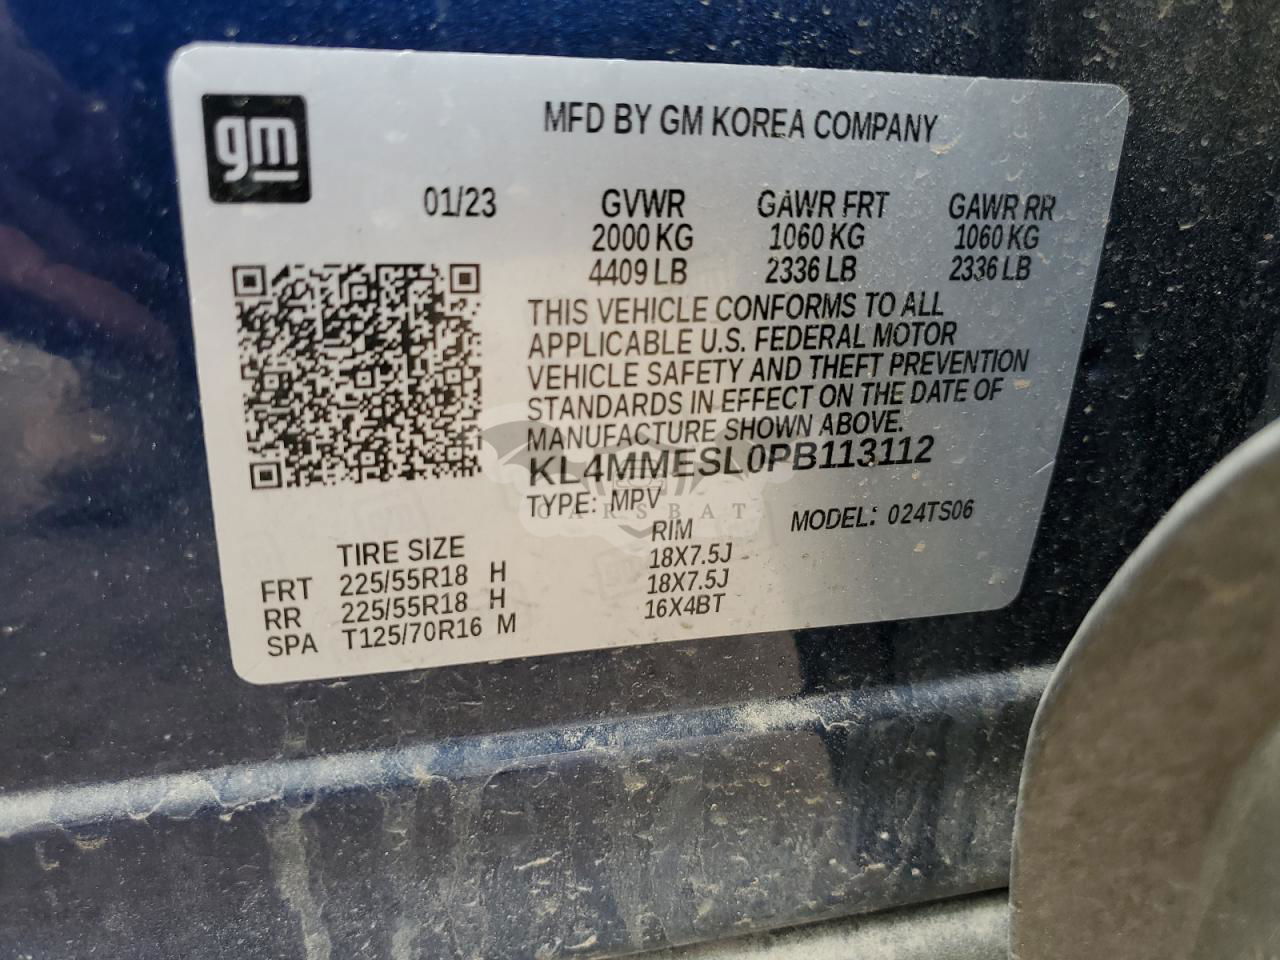 gm
MFD BY GM KOREA COMPANY
01/23 GVWR GAWR FRT GAWR RR
2000 KG 1060 KG 1060 KG
4409 LB 2336 LB 2336 LB
THIS VEHICLE CONFORMS TO ALL
APPLICABLE U.S. FEDERAL MOTOR
VEHICLE SAFETY AND THEFT PREVENTION
STANDARDS IN EFFECT ON THE DATE OF
MANUFACTURE SHOWN ABOVE.
KL4MMESL0PB113112
TYPE: MPV MODEL: 024TS06
CARSBAT
TIRE SIZE RIM
FRT 225/55R18 H 18X7.5J
RR 225/55R18 H 18X7.5J
SPA T125/70R16 M 16X4BT